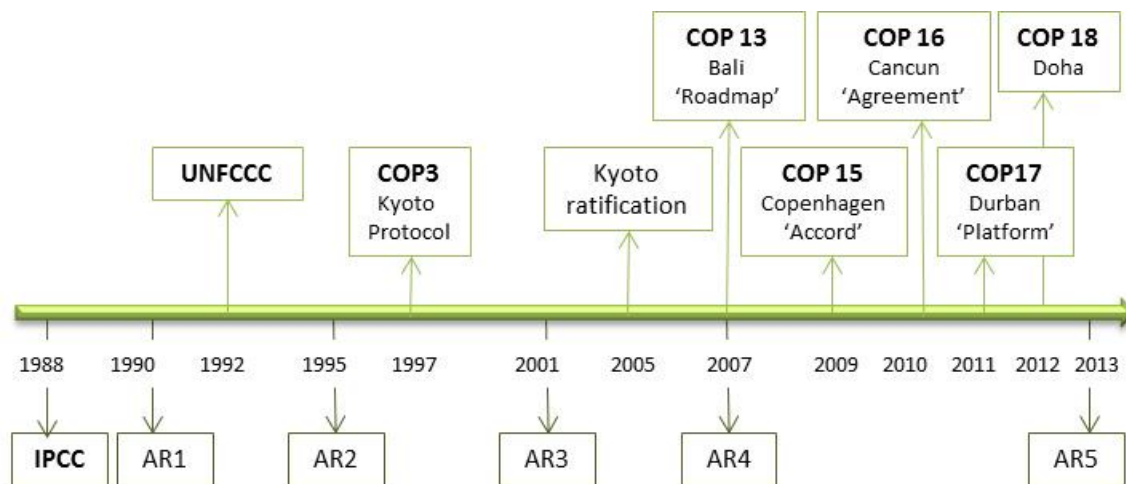 COP 13
Bali
‘Roadmap’
COP 16
Cancun
‘Agreement’
COP 18
Doha
UNFCCC
COP3
Kyoto
Protocol
Kyoto
ratification
COP 15
Copenhagen
‘Accord’
COP17
Durban
‘Platform’
1988 1990 1992 1995 1997 2001 2005 2007 2009 2010 2011 2012 2013
IPCC AR1 AR2 AR3 AR4 AR5